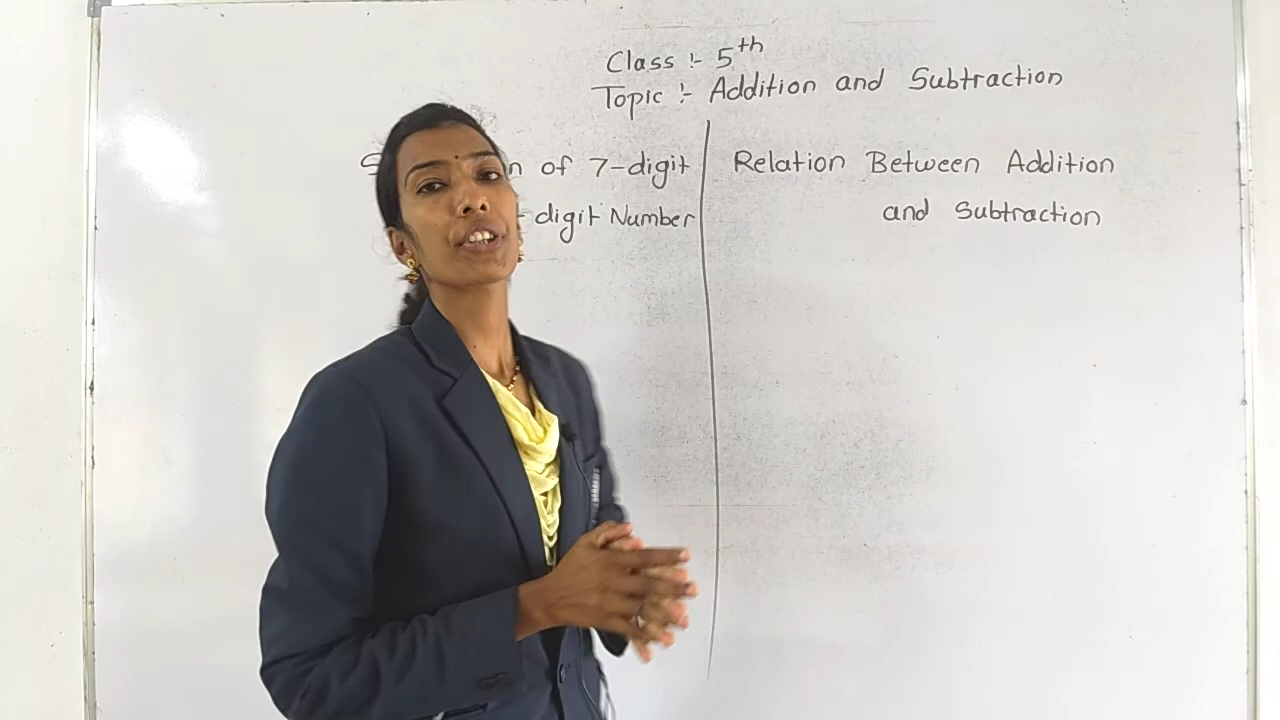 Class :- 5th
Topic :- Addition and Subtraction
of 7-digit
digit Number
Relation Between Addition
and Subtraction